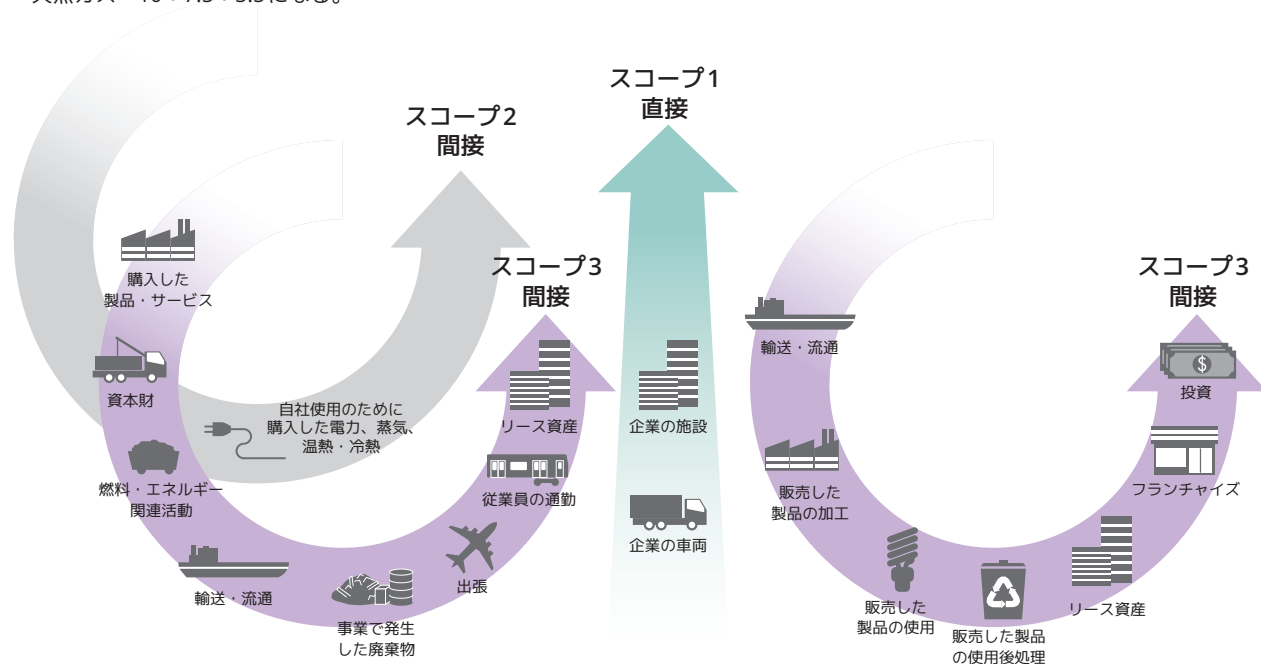 スコープ2
間接
スコープ1
直接
購入した
製品・サービス
資本財
燃料・エネルギー
関連活動
輸送・流通
事業で発生
した廃棄物
出張
従業員の通勤
リース資産
スコープ3
間接
自社使用のために
購入した電力、蒸気、
温熱・冷熱
企業の施設
企業の車両
輸送・流通
販売した
製品の加工
販売した
製品の使用
販売した製品
の使用後処理
リース資産
フランチャイズ
投資
$
スコープ3
間接